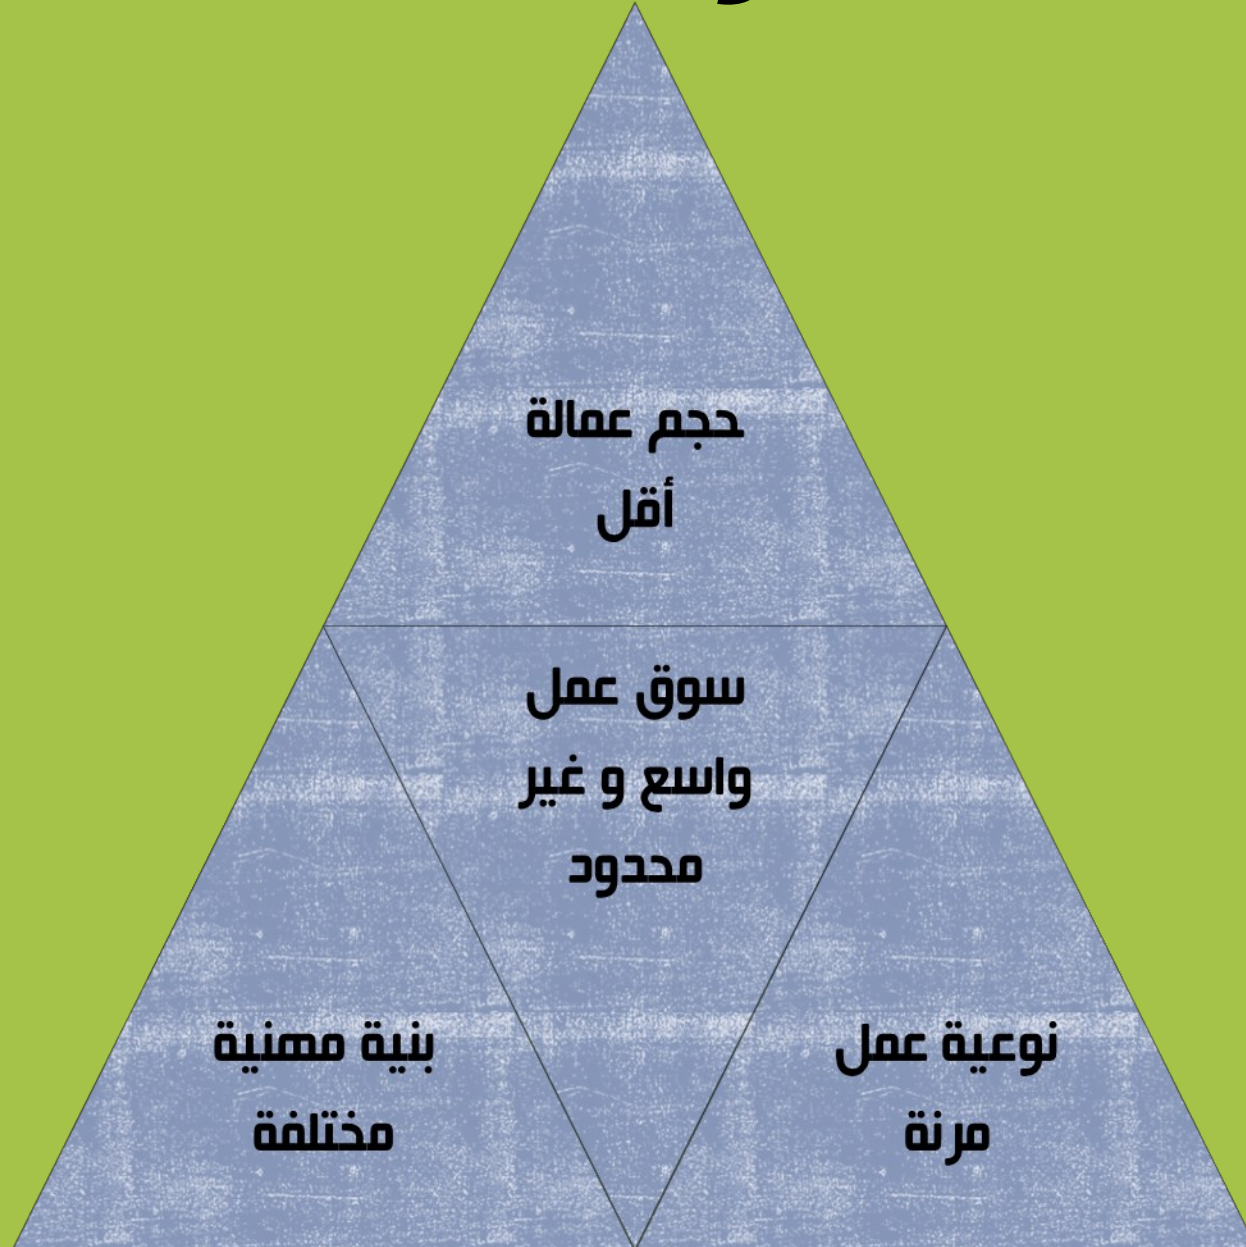 حجم عمالة
أقل
سوق عمل
واسع و غير
محدود
نوعية عمل
مرنة
بنية مهنية
مختلفة